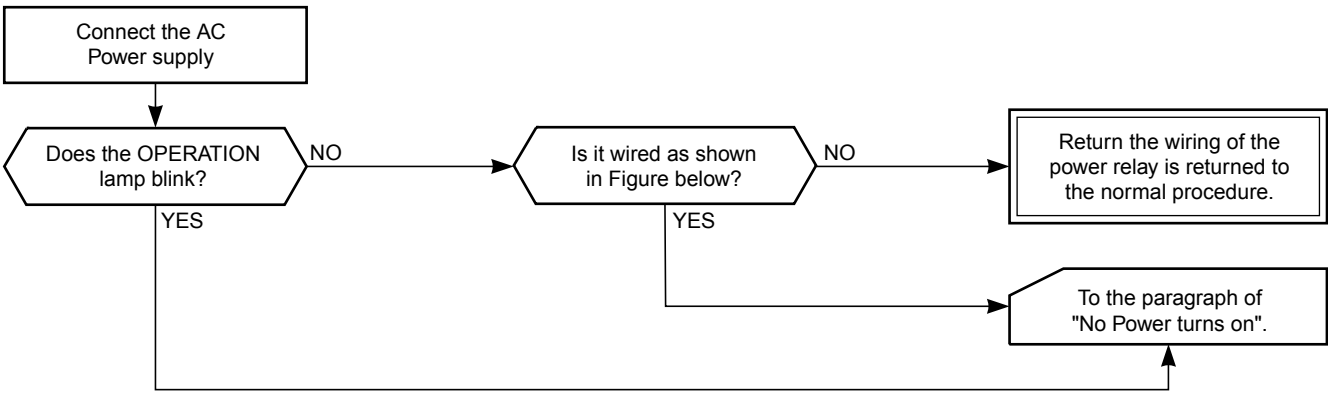 Connect the AC
Power supply
Does the OPERATION
lamp blink?
NO
YES
Is it wired as shown
in Figure below?
NO
YES
Return the wiring of the
power relay is returned to
the normal procedure.
To the paragraph of
"No Power turns on".